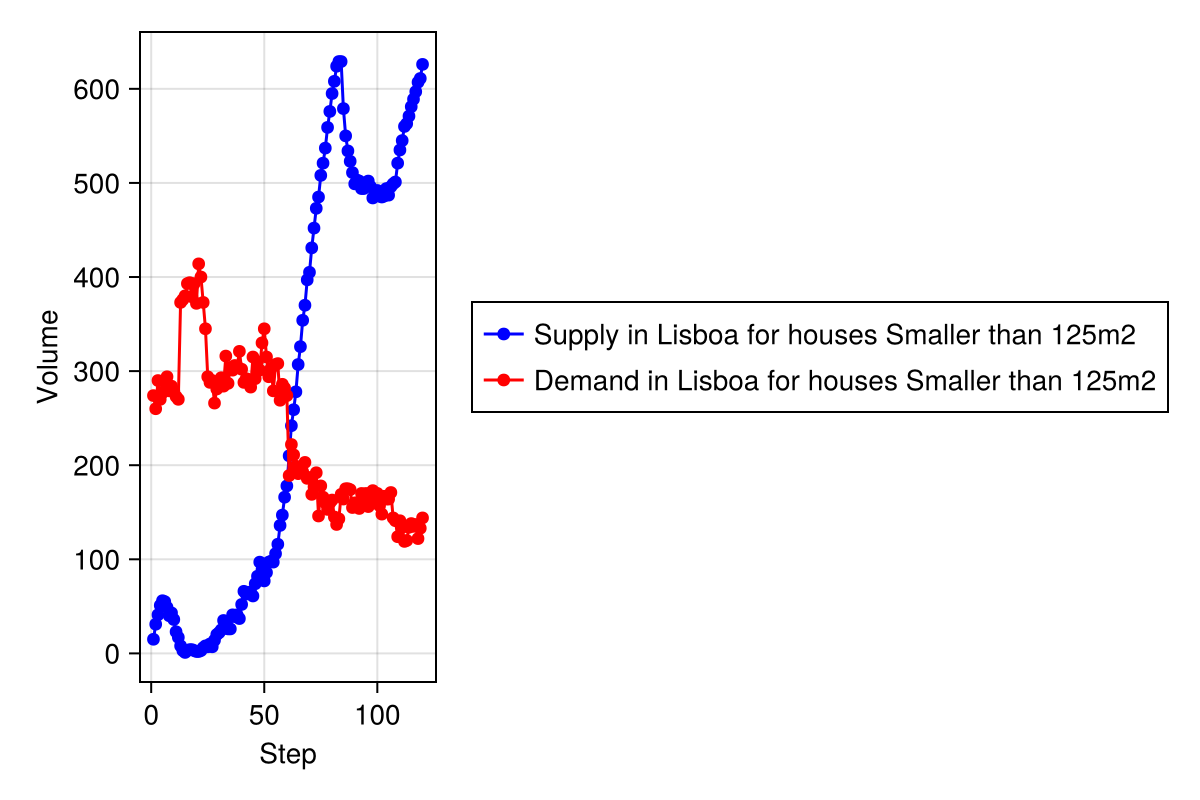 600
500
400
300
200
100
0
Volume
0 50 100
Step
Supply in Lisboa for houses Smaller than 125m2
Demand in Lisboa for houses Smaller than 125m2